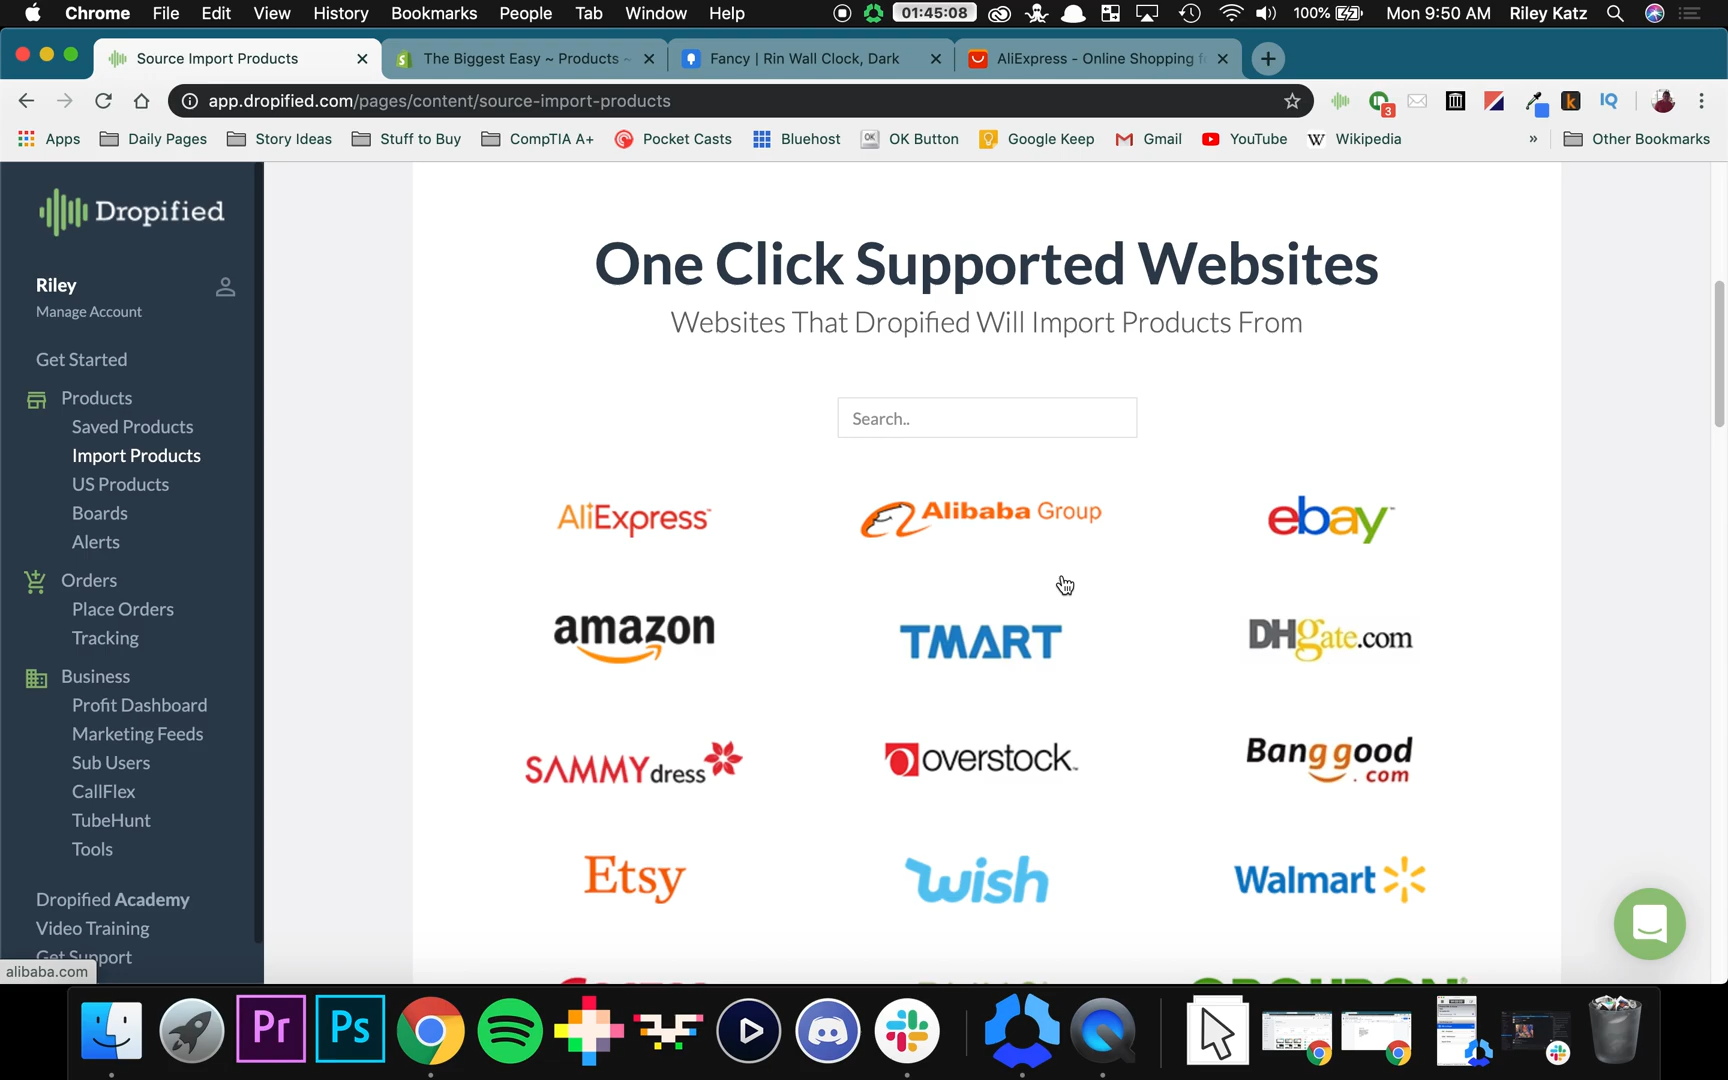 Chrome File Edit View History Bookmarks People Tab Window Help 01:45:08 100% Mon 9:50 AM Riley Katz
Source Import Products The Biggest Easy ~ Products ~ Fancy | Rin Wall Clock, Dark AliExpress - Online Shopping f
app.dropified.com/pages/content/source-import-products 3 K IQ
Apps Daily Pages Story Ideas Stuff to Buy CompTIA A+ Pocket Casts Bluehost OK OK Button Google Keep Gmail YouTube W Wikipedia » Other Bookmarks
Dropified
Riley
Manage Account
Get Started
Products
Saved Products
Import Products
US Products
Boards
Alerts
Orders
Place Orders
Tracking
Business
Profit Dashboard
Marketing Feeds
Sub Users
CallFlex
TubeHunt
Tools
Dropified Academy
Video Training
Get Support
alibaba.com
One Click Supported Websites
Websites That Dropified Will Import Products From
Search..
AliExpress Alibaba Group ebay
amazon TMART DHgate.com
SAMMYdress overstock. Banggood.com
Etsy wish Walmart
GROUPON
Pr Ps